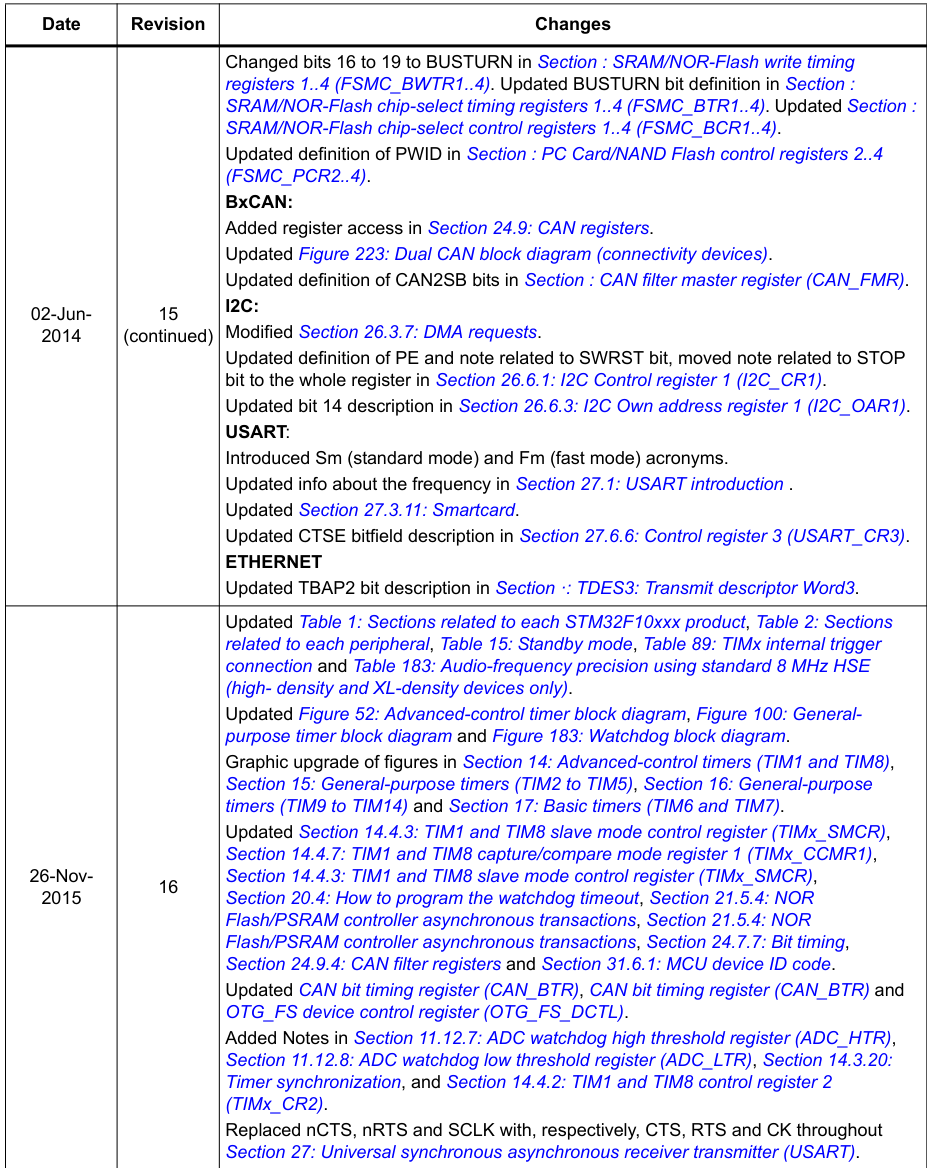 Date Revision Changes
Changed bits 16 to 19 to BUSTURN in Section : SRAM/NOR-Flash write timing
registers 1..4 (FSMC_BWTR1..4). Updated BUSTURN bit definition in Section :
SRAM/NOR-Flash chip-select timing registers 1..4 (FSMC_BTR1..4). Updated Section :
SRAM/NOR-Flash chip-select control registers 1..4 (FSMC_BCR1..4).
Updated definition of PWID in Section : PC Card/NAND Flash control registers 2..4
(FSMC_PCR2..4).
BxCAN:
Added register access in Section 24.9: CAN registers.
Updated Figure 223: Dual CAN block diagram (connectivity devices).
Updated definition of CAN2SB bits in Section : CAN filter master register (CAN_FMR).
I2C:
02-Jun-
2014
15
(continued)
Modified Section 26.3.7: DMA requests.
Updated definition of PE and note related to SWRST bit, moved note related to STOP
bit to the whole register in Section 26.6.1: I2C Control register 1 (I2C_CR1).
Updated bit 14 description in Section 26.6.3: I2C Own address register 1 (I2C_OAR1).
USART:
Introduced Sm (standard mode) and Fm (fast mode) acronyms.
Updated info about the frequency in Section 27.1: USART introduction .
Updated Section 27.3.11: Smartcard.
Updated CTSE bitfield description in Section 27.6.6: Control register 3 (USART_CR3).
ETHERNET
Updated TBAP2 bit description in Section ·: TDES3: Transmit descriptor Word3.
Updated Table 1: Sections related to each STM32F10xxx product, Table 2: Sections
related to each peripheral, Table 15: Standby mode, Table 89: TIMx internal trigger
connection and Table 183: Audio-frequency precision using standard 8 MHz HSE
(high- density and XL-density devices only).
Updated Figure 52: Advanced-control timer block diagram, Figure 100: General-
purpose timer block diagram and Figure 183: Watchdog block diagram.
Graphic upgrade of figures in Section 14: Advanced-control timers (TIM1 and TIM8),
Section 15: General-purpose timers (TIM2 to TIM5), Section 16: General-purpose
timers (TIM9 to TIM14) and Section 17: Basic timers (TIM6 and TIM7).
Updated Section 14.4.3: TIM1 and TIM8 slave mode control register (TIMx_SMCR),
Section 14.4.7: TIM1 and TIM8 capture/compare mode register 1 (TIMx_CCMR1),
Section 14.4.3: TIM1 and TIM8 slave mode control register (TIMx_SMCR),
26-Nov-
2015
16
Section 20.4: How to program the watchdog timeout, Section 21.5.4: NOR
Flash/PSRAM controller asynchronous transactions, Section 21.5.4: NOR
Flash/PSRAM controller asynchronous transactions, Section 24.7.7: Bit timing,
Section 24.9.4: CAN filter registers and Section 31.6.1: MCU device ID code.
Updated CAN bit timing register (CAN_BTR), CAN bit timing register (CAN_BTR) and
OTG_FS device control register (OTG_FS_DCTL).
Added Notes in Section 11.12.7: ADC watchdog high threshold register (ADC_HTR),
Section 11.12.8: ADC watchdog low threshold register (ADC_LTR), Section 14.3.20:
Timer synchronization, and Section 14.4.2: TIM1 and TIM8 control register 2
(TIMx_CR2).
Replaced nCTS, nRTS and SCLK with, respectively, CTS, RTS and CK throughout
Section 27: Universal synchronous asynchronous receiver transmitter (USART).